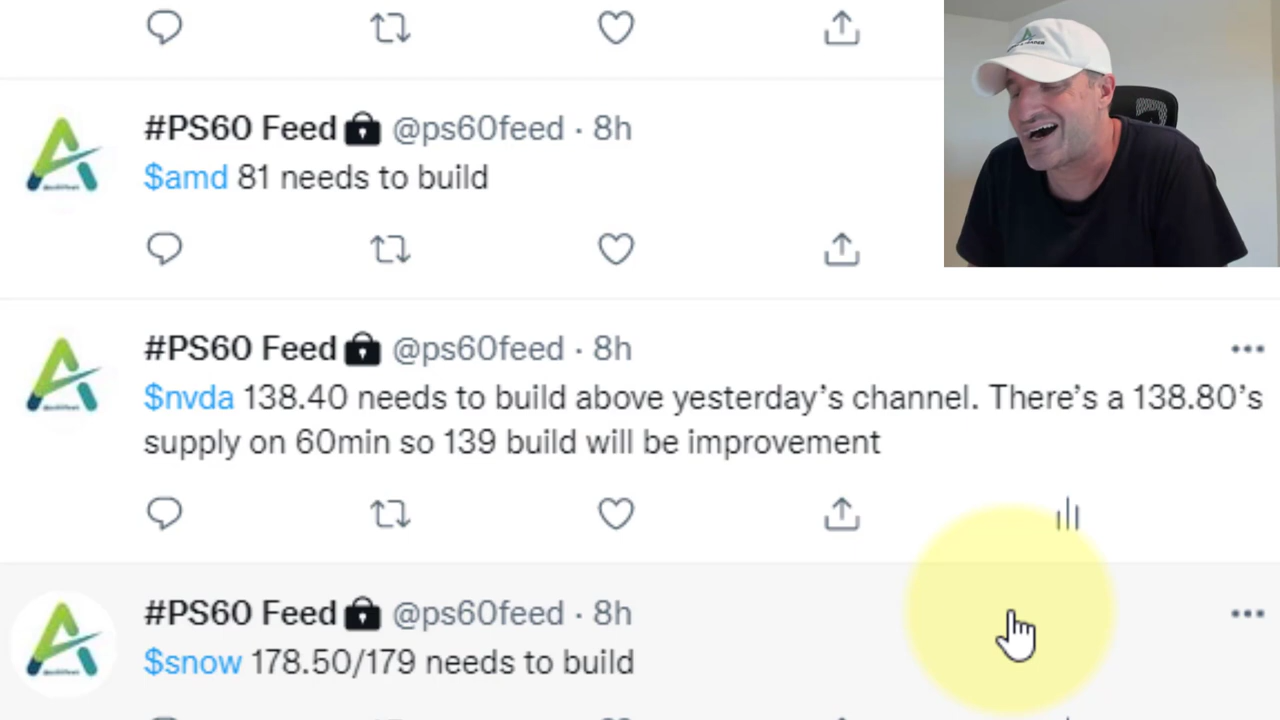 #PS60 Feed @ps60feed · 8h
$amd 81 needs to build
#PS60 Feed @ps60feed · 8h
$nvda 138.40 needs to build above yesterday’s channel. There’s a 138.80’s
supply on 60min so 139 build will be improvement
#PS60 Feed @ps60feed · 8h
$snow 178.50/179 needs to build